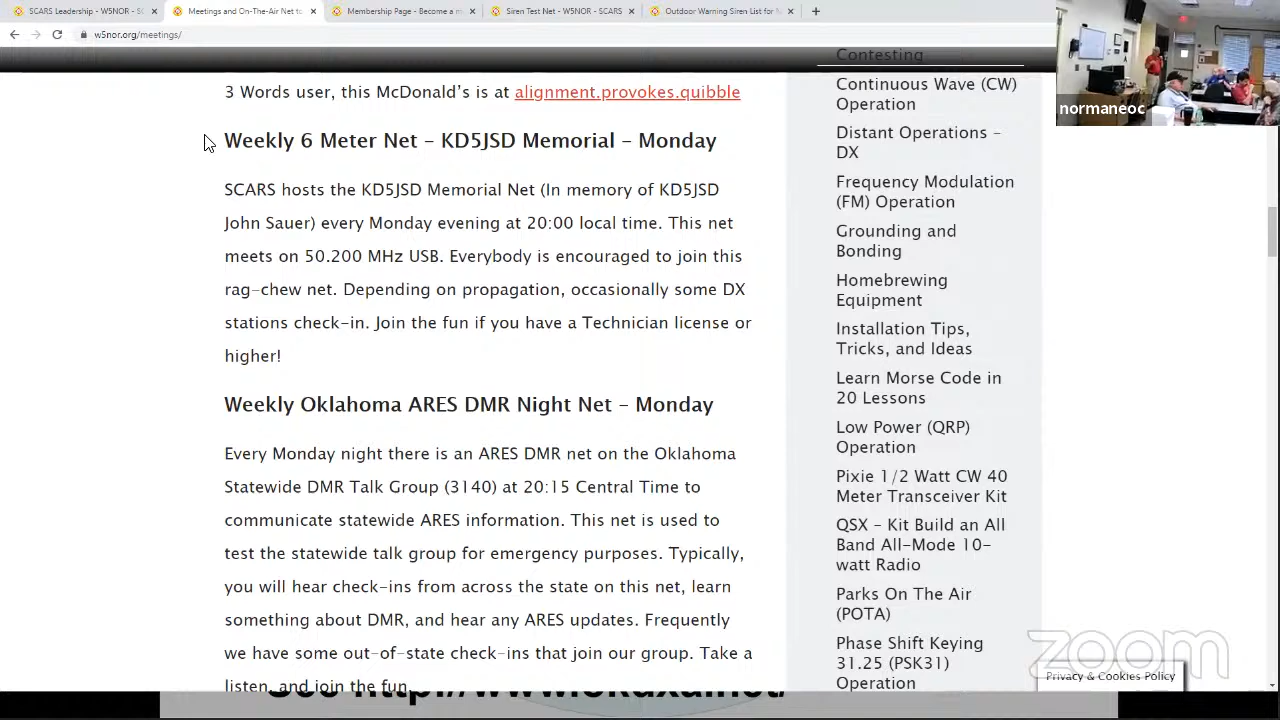 SCARS Leadership - W5NOR - SC
Meetings and On-The-Air Net to
Membership Page - Become a m
Siren Test Net - W5NOR - SCARS
Outdoor Warning Siren List for N
w5nor.org/meetings/
normaneoc
3 Words user, this McDonald's is at alignment.provokes.quibble
Weekly 6 Meter Net – KD5JSD Memorial – Monday
SCARS hosts the KD5JSD Memorial Net (In memory of KD5JSD
John Sauer) every Monday evening at 20:00 local time. This net
meets on 50.200 MHz USB. Everybody is encouraged to join this
rag-chew net. Depending on propagation, occasionally some DX
stations check-in. Join the fun if you have a Technician license or
higher!
Weekly Oklahoma ARES DMR Night Net – Monday
Every Monday night there is an ARES DMR net on the Oklahoma
Statewide DMR Talk Group (3140) at 20:15 Central Time to
communicate statewide ARES information. This net is used to
test the statewide talk group for emergency purposes. Typically,
you will hear check-ins from across the state on this net, learn
something about DMR, and hear any ARES updates. Frequently
we have some out-of-state check-ins that join our group. Take a
listen, and join the fun.
Contesting
Continuous Wave (CW)
Operation
Distant Operations –
DX
Frequency Modulation
(FM) Operation
Grounding and
Bonding
Homebrewing
Equipment
Installation Tips,
Tricks, and Ideas
Learn Morse Code in
20 Lessons
Low Power (QRP)
Operation
Pixie 1/2 Watt CW 40
Meter Transceiver Kit
QSX – Kit Build an All
Band All-Mode 10-
watt Radio
Parks On The Air
(POTA)
Phase Shift Keying
31.25 (PSK31)
Operation
zoom
Privacy & Cookies Policy